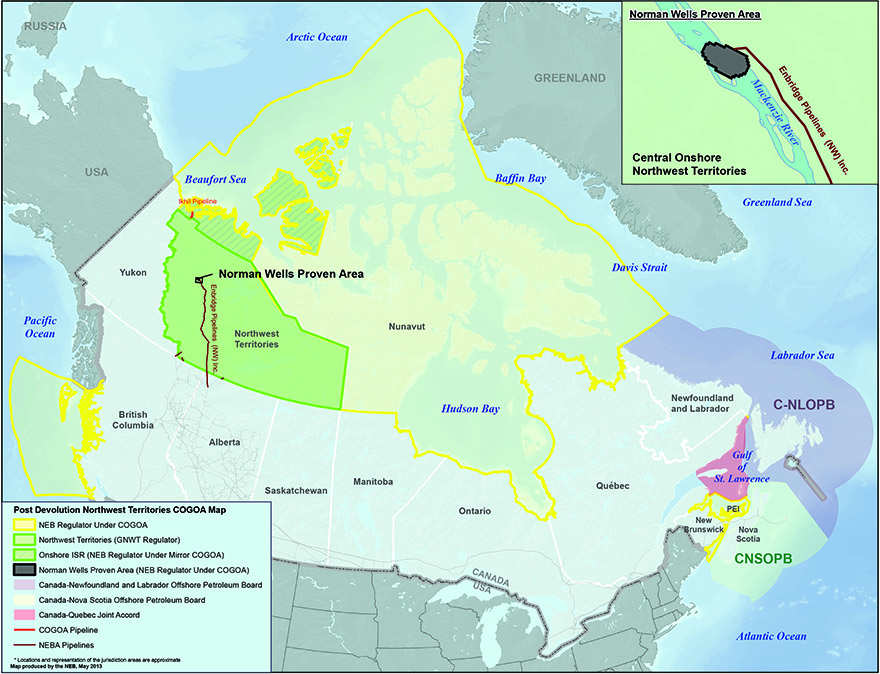 RUSSIA
Arctic Ocean
GREENLAND
USA
Beaufort Sea
Baffin Bay
Greenland Sea
Ikhil Pipeline
Davis Strait
Yukon
Norman Wells Proven Area
Enbridge Pipelines (NW) Inc.
Northwest
Territories
Nunavut
Pacific
Ocean
Labrador Sea
Hudson Bay
Newfoundland
and Labrador
C-NLOPB
British
Columbia
Alberta
Saskatchewan
Manitoba
Ontario
Québec
Gulf
of
St. Lawrence
PEI
New
Brunswick
Nova
Scotia
CNSOPB
CANADA
USA
Atlantic Ocean
Norman Wells Proven Area
Mackenzie River
Enbridge Pipelines (NW) Inc.
Central Onshore
Northwest Territories
Post Devolution Northwest Territories COGOA Map
NEB Regulator Under COGOA
Northwest Territories (GNWT Regulator)
Onshore ISR (NEB Regulator Under Mirror COGOA)
Norman Wells Proven Area (NEB Regulator Under COGOA)
Canada-Newfoundland and Labrador Offshore Petroleum Board
Canada-Nova Scotia Offshore Petroleum Board
Canada-Quebec Joint Accord
COGOA Pipeline
NEBA Pipelines
* Locations and representation of the jurisdiction areas are approximate
Map produced by the NEB, May 2013